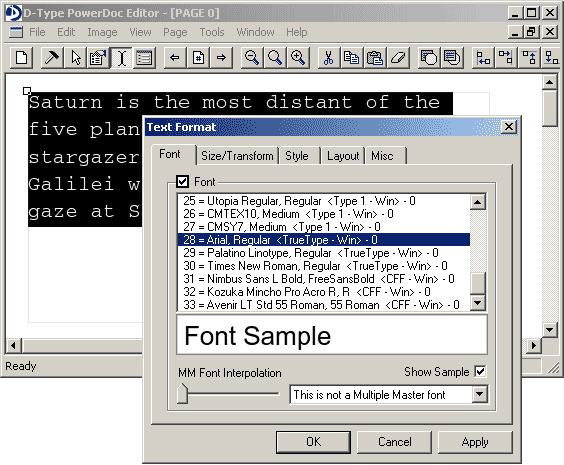 D-Type PowerDoc Editor - [PAGE 0]
File Edit Image View Page Tools Window Help
Saturn is the most distant of the
five plan
stargazer
Galilei w
gaze at S
Text Format
Font Size/Transform Style Layout Misc
Font
25 = Utopia Regular, Regular <Type 1 - Win> - 0
26 = CMTEX10, Medium <Type 1 - Win> - 0
27 = CMSY7, Medium <Type 1 - Win> - 0
28 = Arial, Regular <TrueType - Win> - 0
29 = Palatino Linotype, Regular <TrueType - Win> - 0
30 = Times New Roman, Regular <TrueType - Win> - 0
31 = Nimbus Sans L Bold, FreeSansBold <CFF - Win> - 0
32 = Kozuka Mincho Pro Acro R, R <CFF - Win> - 0
33 = Avenir LT Std 55 Roman, 55 Roman <CFF - Win> - 0
Font Sample
MM Font Interpolation Show Sample
This is not a Multiple Master font
Ready
OK Cancel Apply